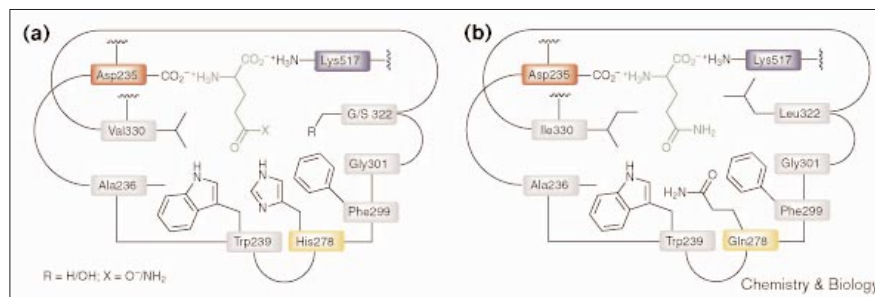 (a)
Asp235
CO₂⁻
⁺H₃N
CO₂⁻
⁺H₃N
Lys517
Val330
O
X
R
G/S 322
Gly301
Ala236
H
N
H
N
N
Phe299
Trp239
His278
R = H/OH; X = O⁻/NH₂
(b)
Asp235
CO₂⁻
⁺H₃N
CO₂⁻
⁺H₃N
Lys517
Ile330
O
NH₂
Leu322
Gly301
Ala236
H
N
H₂N
O
Phe299
Trp239
Gln278
Chemistry & Biology